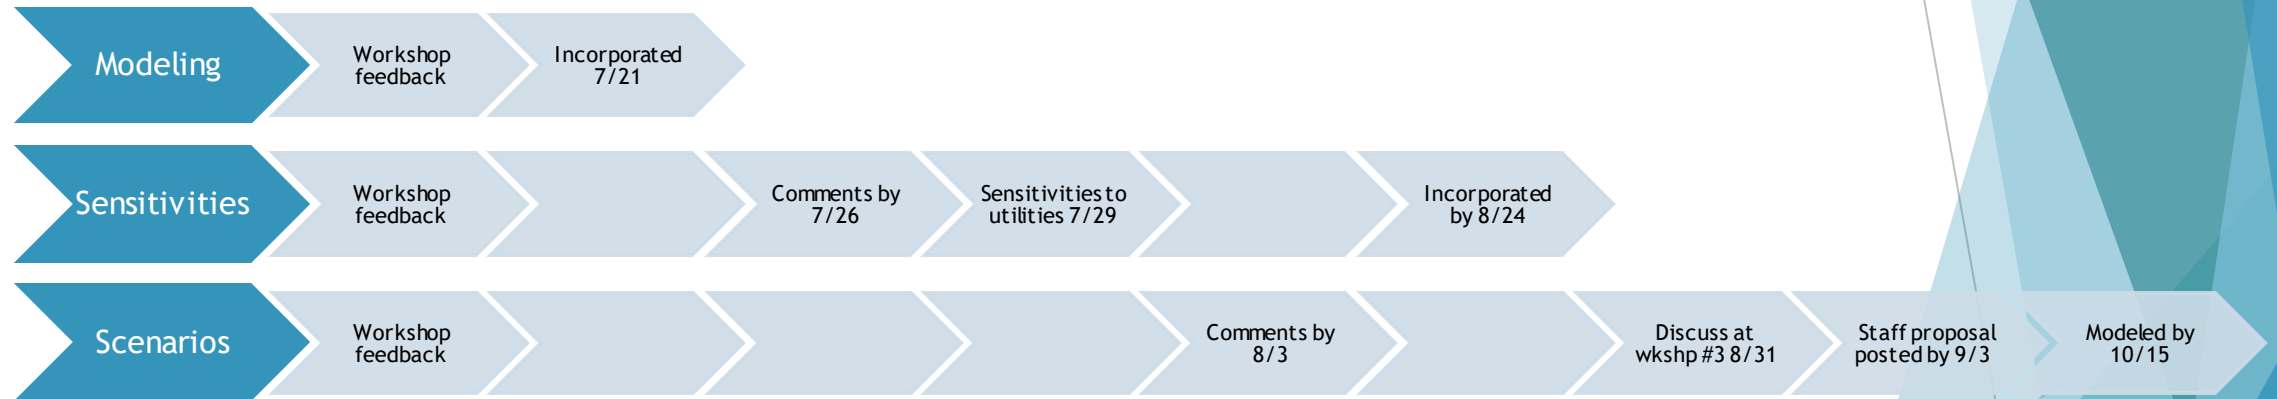 Modeling
Workshop
feedback
Incorporated
7/21
Sensitivities
Workshop
feedback
Comments by
7/26
Sensitivities to
utilities 7/29
Incorporated
by 8/24
Scenarios
Workshop
feedback
Comments by
8/3
Discuss at
wkshp #3 8/31
Staff proposal
posted by 9/3
Modeled by
10/15